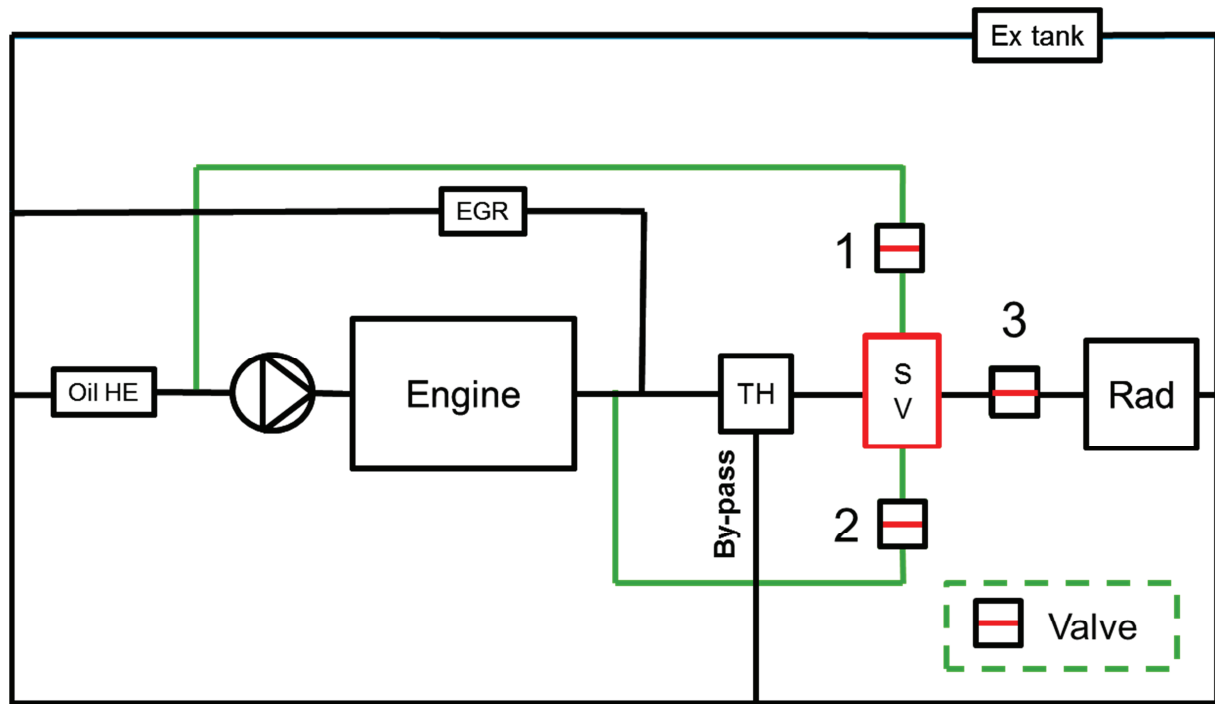 Ex tank
EGR
1
3
Oil HE
Engine
TH
S
V
Rad
By-pass
2
Valve